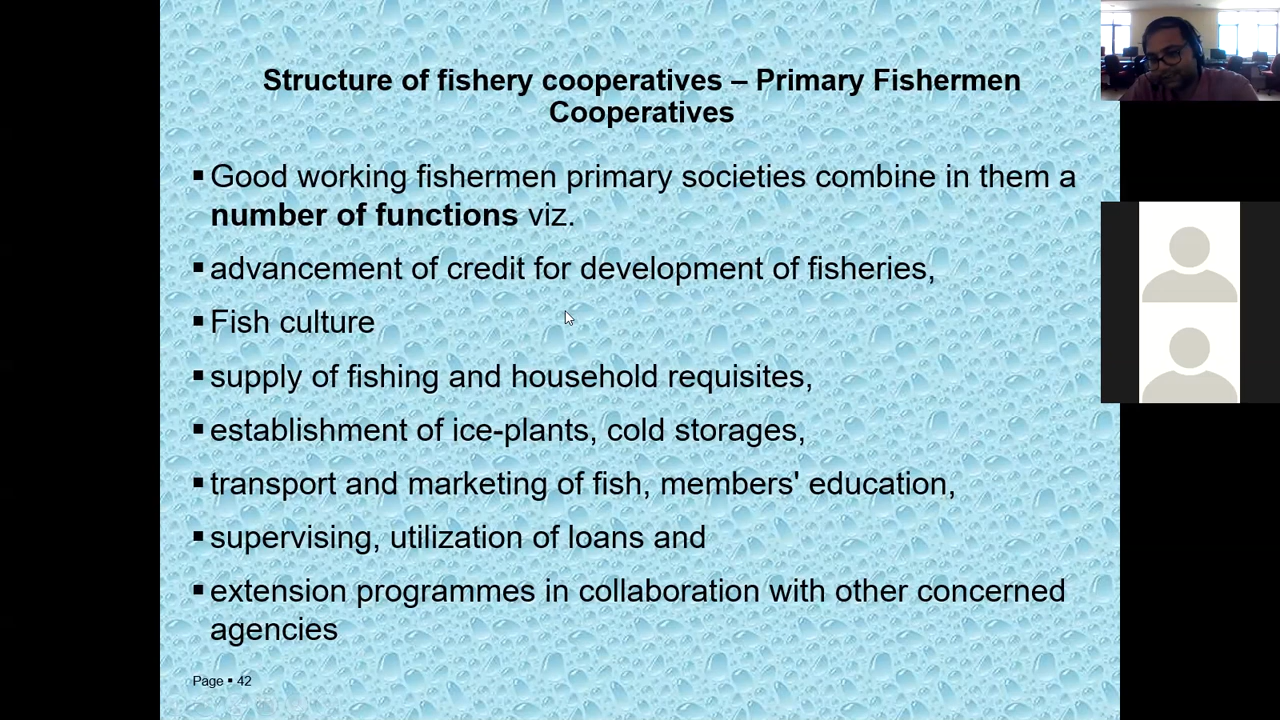 Structure of fishery cooperatives – Primary Fishermen
Cooperatives
▪ Good working fishermen primary societies combine in them a
number of functions viz.
▪ advancement of credit for development of fisheries,
▪ Fish culture
▪ supply of fishing and household requisites,
▪ establishment of ice-plants, cold storages,
▪ transport and marketing of fish, members' education,
▪ supervising, utilization of loans and
▪ extension programmes in collaboration with other concerned
agencies
Page ▪ 42